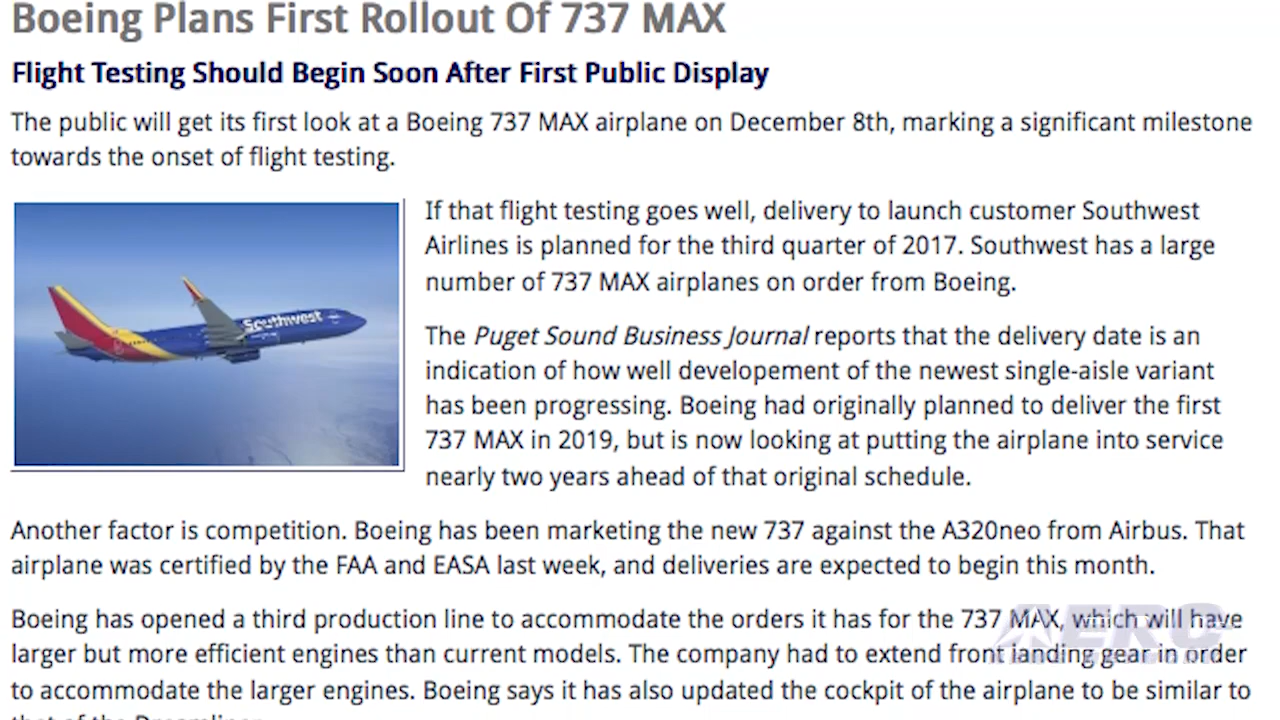 Boeing Plans First Rollout Of 737 MAX
Flight Testing Should Begin Soon After First Public Display
The public will get its first look at a Boeing 737 MAX airplane on December 8th, marking a significant milestone
towards the onset of flight testing.
Southwest
If that flight testing goes well, delivery to launch customer Southwest
Airlines is planned for the third quarter of 2017. Southwest has a large
number of 737 MAX airplanes on order from Boeing.
The Puget Sound Business Journal reports that the delivery date is an
indication of how well developement of the newest single-aisle variant
has been progressing. Boeing had originally planned to deliver the first
737 MAX in 2019, but is now looking at putting the airplane into service
nearly two years ahead of that original schedule.
Another factor is competition. Boeing has been marketing the new 737 against the A320neo from Airbus. That
airplane was certified by the FAA and EASA last week, and deliveries are expected to begin this month.
Boeing has opened a third production line to accommodate the orders it has for the 737 MAX, which will have
larger but more efficient engines than current models. The company had to extend front landing gear in order
to accommodate the larger engines. Boeing says it has also updated the cockpit of the airplane to be similar to
that of the Dreamliner.